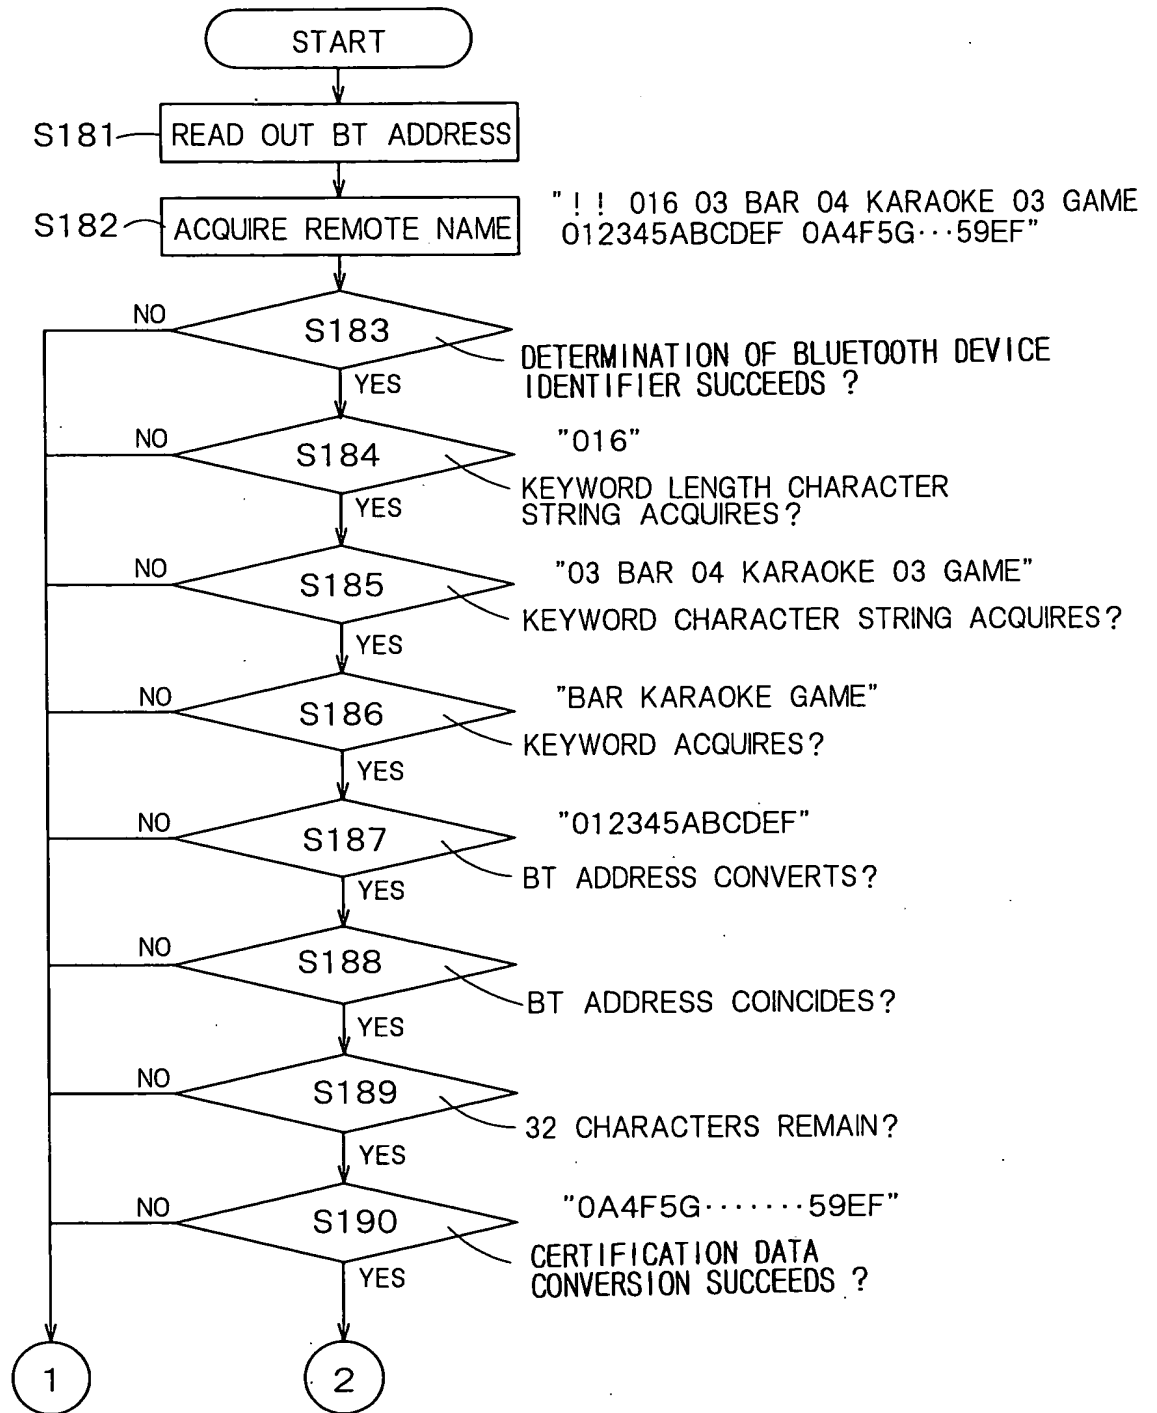 START
S181
READ OUT BT ADDRESS
S182
ACQUIRE REMOTE NAME
"!! 016 03 BAR 04 KARAOKE 03 GAME
012345ABCDEF 0A4F5G···59EF"
NO
S183
DETERMINATION OF BLUETOOTH DEVICE
IDENTIFIER SUCCEEDS ?
YES
NO
S184
"016"
KEYWORD LENGTH CHARACTER
STRING ACQUIRES?
YES
NO
S185
"03 BAR 04 KARAOKE 03 GAME"
KEYWORD CHARACTER STRING ACQUIRES?
YES
NO
S186
"BAR KARAOKE GAME"
KEYWORD ACQUIRES?
YES
NO
S187
"012345ABCDEF"
BT ADDRESS CONVERTS?
YES
NO
S188
BT ADDRESS COINCIDES?
YES
NO
S189
32 CHARACTERS REMAIN?
YES
NO
S190
"0A4F5G·······59EF"
CERTIFICATION DATA
CONVERSION SUCCEEDS ?
YES
1
2